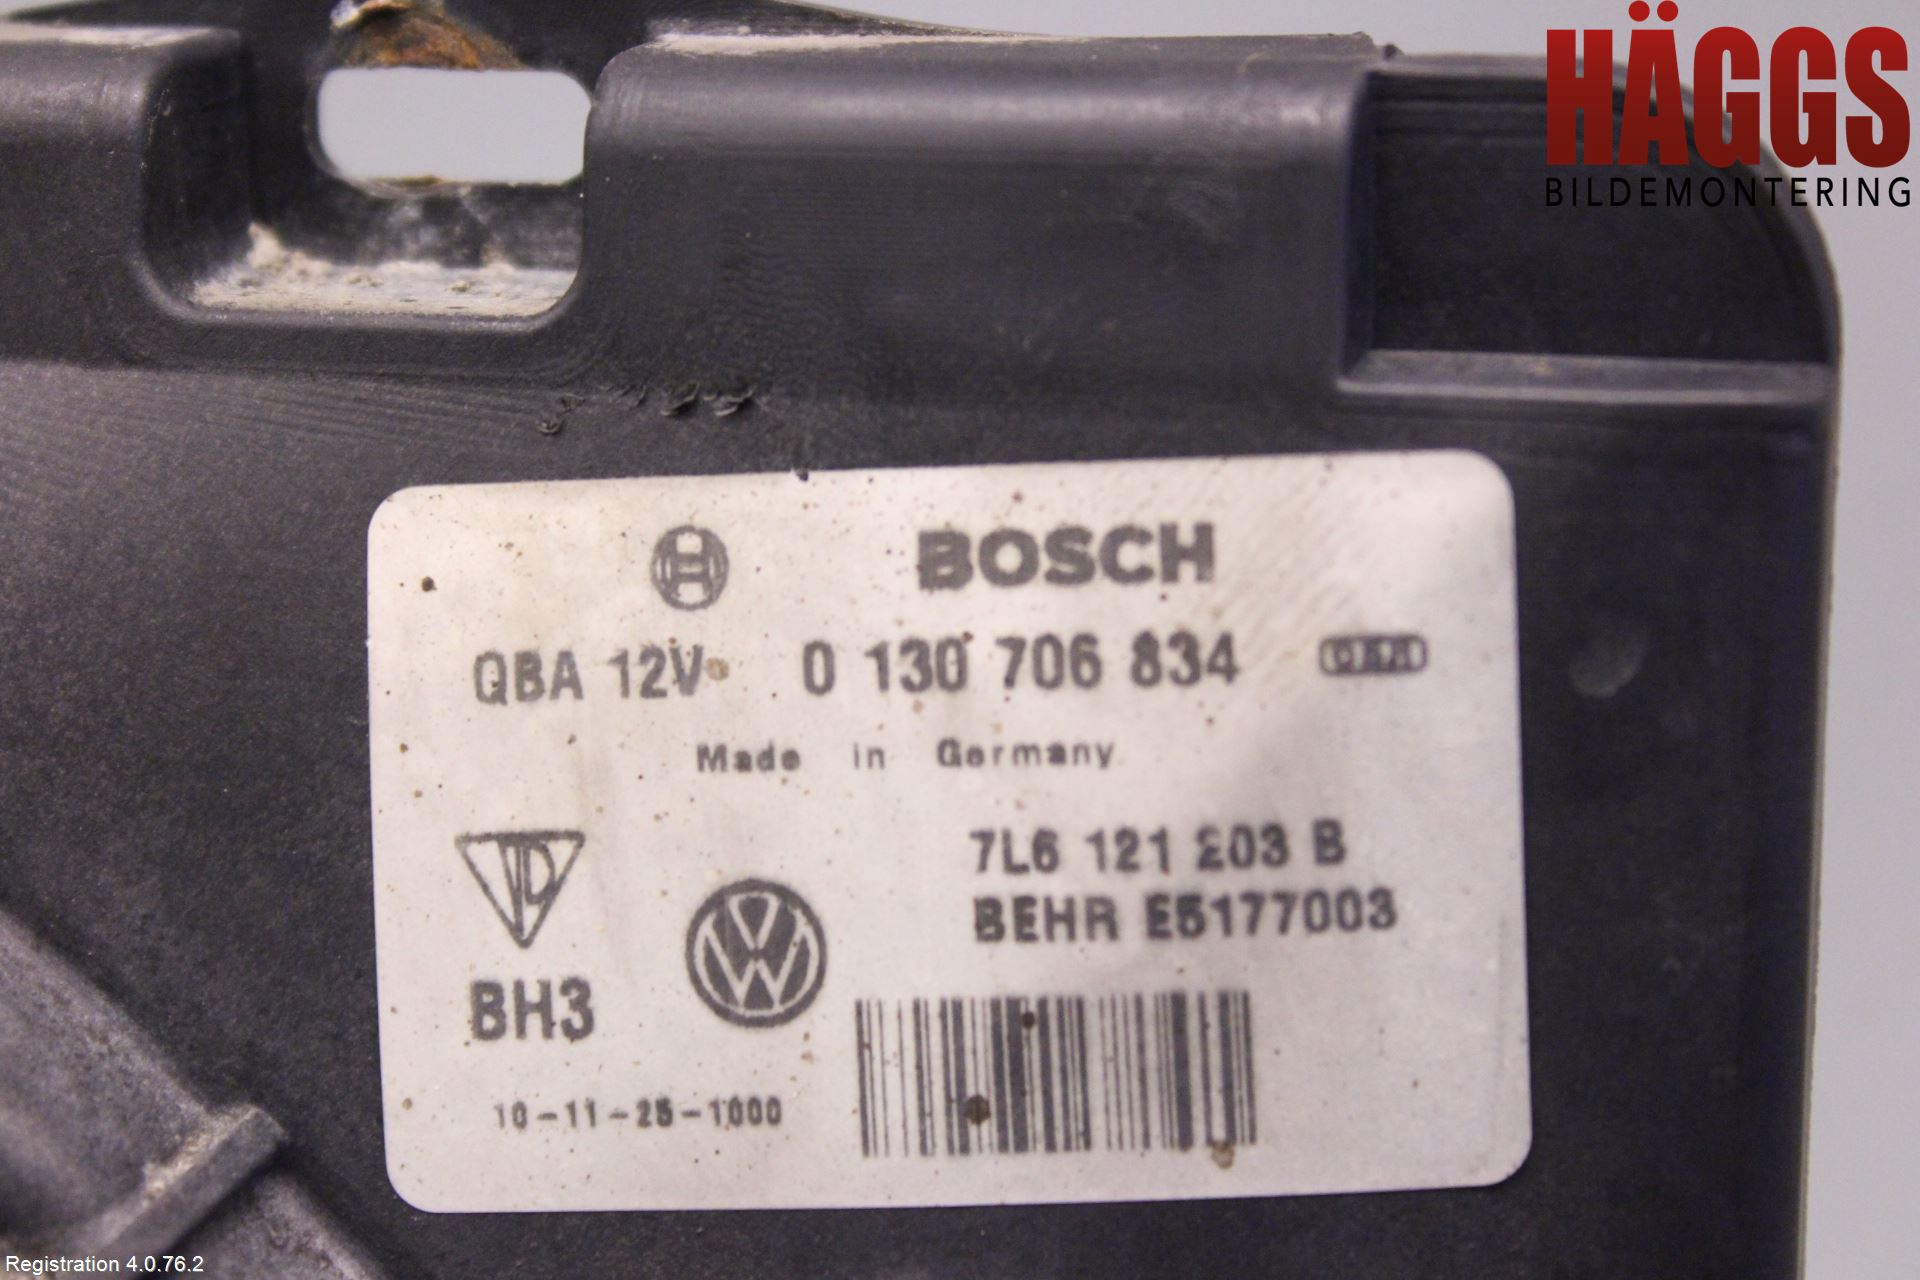 HÄGGS
BILDEMONTERING
BOSCH
QBA 12V 0 130 706 834
Made in Germany
7L6 121 203 B
BEHR E5177003
BH3
10-11-25-1000
Registration 4.0.76.2